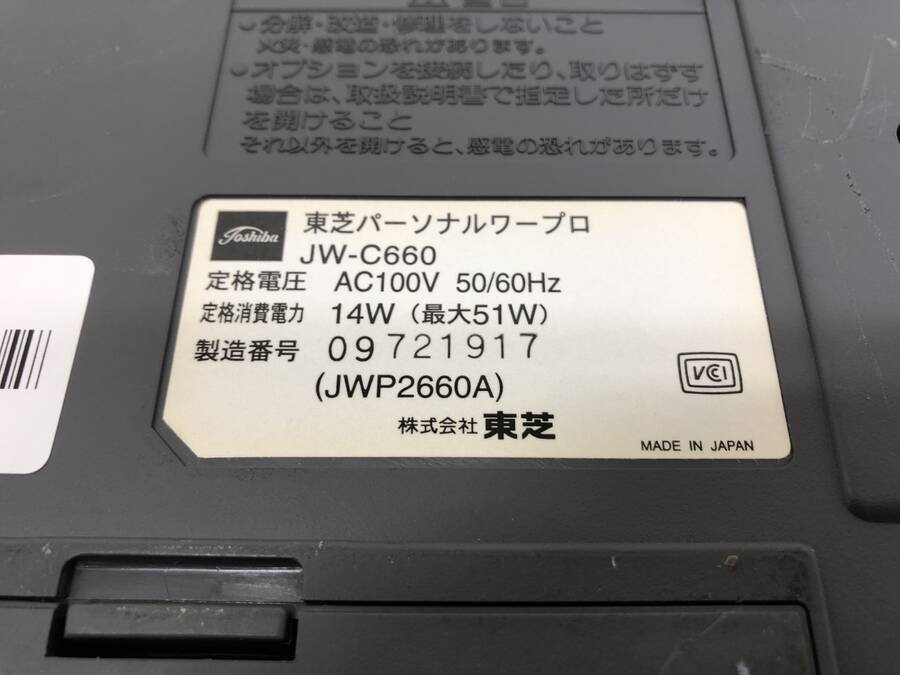 ・分解・改造・修理をしないこと
火災・感電の恐れがあります。
・オプションを接続したり、取りはずす
場合は、取扱説明書で指定した所だけ
を開けること
それ以外を開けると、感電の恐れがあります。
Toshiba
東芝パーソナルワープロ
JW-C660
定格電圧 AC100V 50/60Hz
定格消費電力 14W (最大51W)
製造番号 09721917
(JWP2660A)
VCCI
株式会社 東芝
MADE IN JAPAN